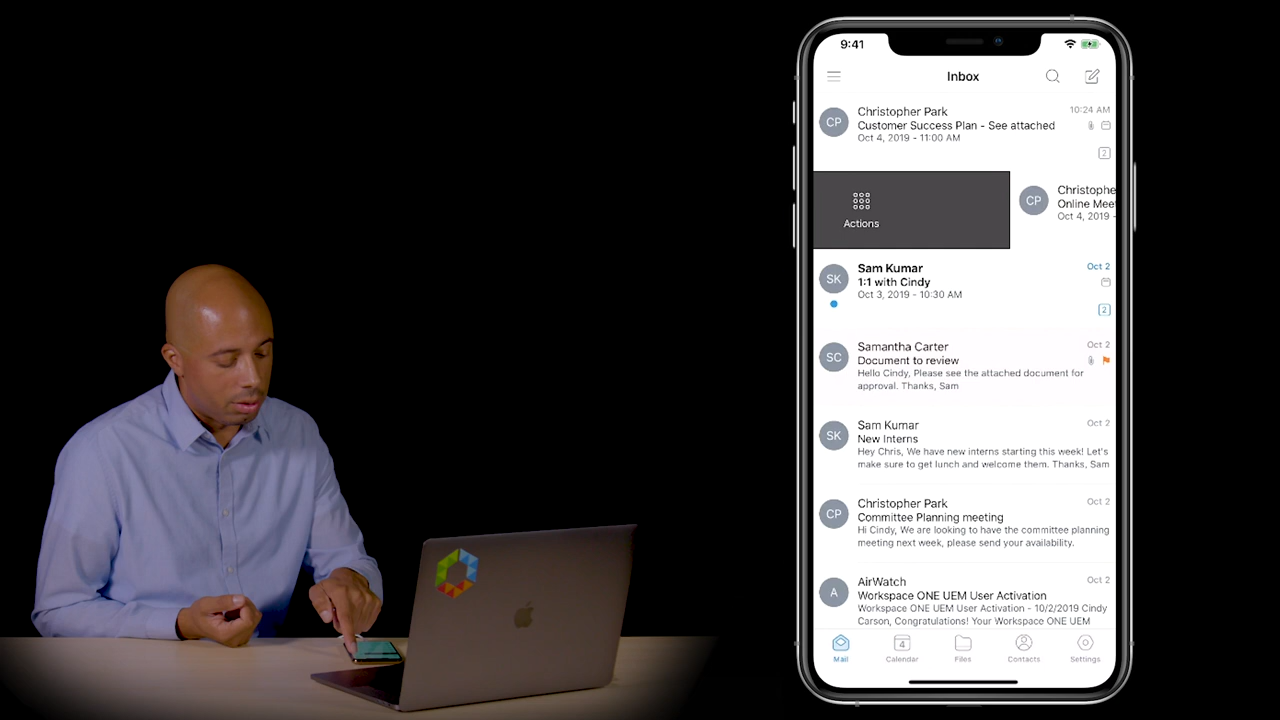 9:41
Inbox
CP
Christopher Park
10:24 AM
Customer Success Plan - See attached
Oct 4, 2019 - 11:00 AM
2
Actions
CP
Christophe
Online Mee
Oct 4, 2019 -
SK
Sam Kumar
Oct 2
1:1 with Cindy
Oct 3, 2019 - 10:30 AM
2
SC
Samantha Carter
Oct 2
Document to review
Hello Cindy, Please see the attached document for
approval. Thanks, Sam
SK
Sam Kumar
Oct 2
New Interns
Hey Chris, We have new interns starting this week! Let's
make sure to get lunch and welcome them. Thanks, Sam
CP
Christopher Park
Oct 2
Committee Planning meeting
Hi Cindy, We are looking to have the committee planning
meeting next week, please send your availability.
A
AirWatch
Oct 2
Workspace ONE UEM User Activation
Workspace ONE UEM User Activation - 10/2/2019 Cindy
Carson, Congratulations! Your Workspace ONE UEM
4
Mail
Calendar
Files
Contacts
Settings